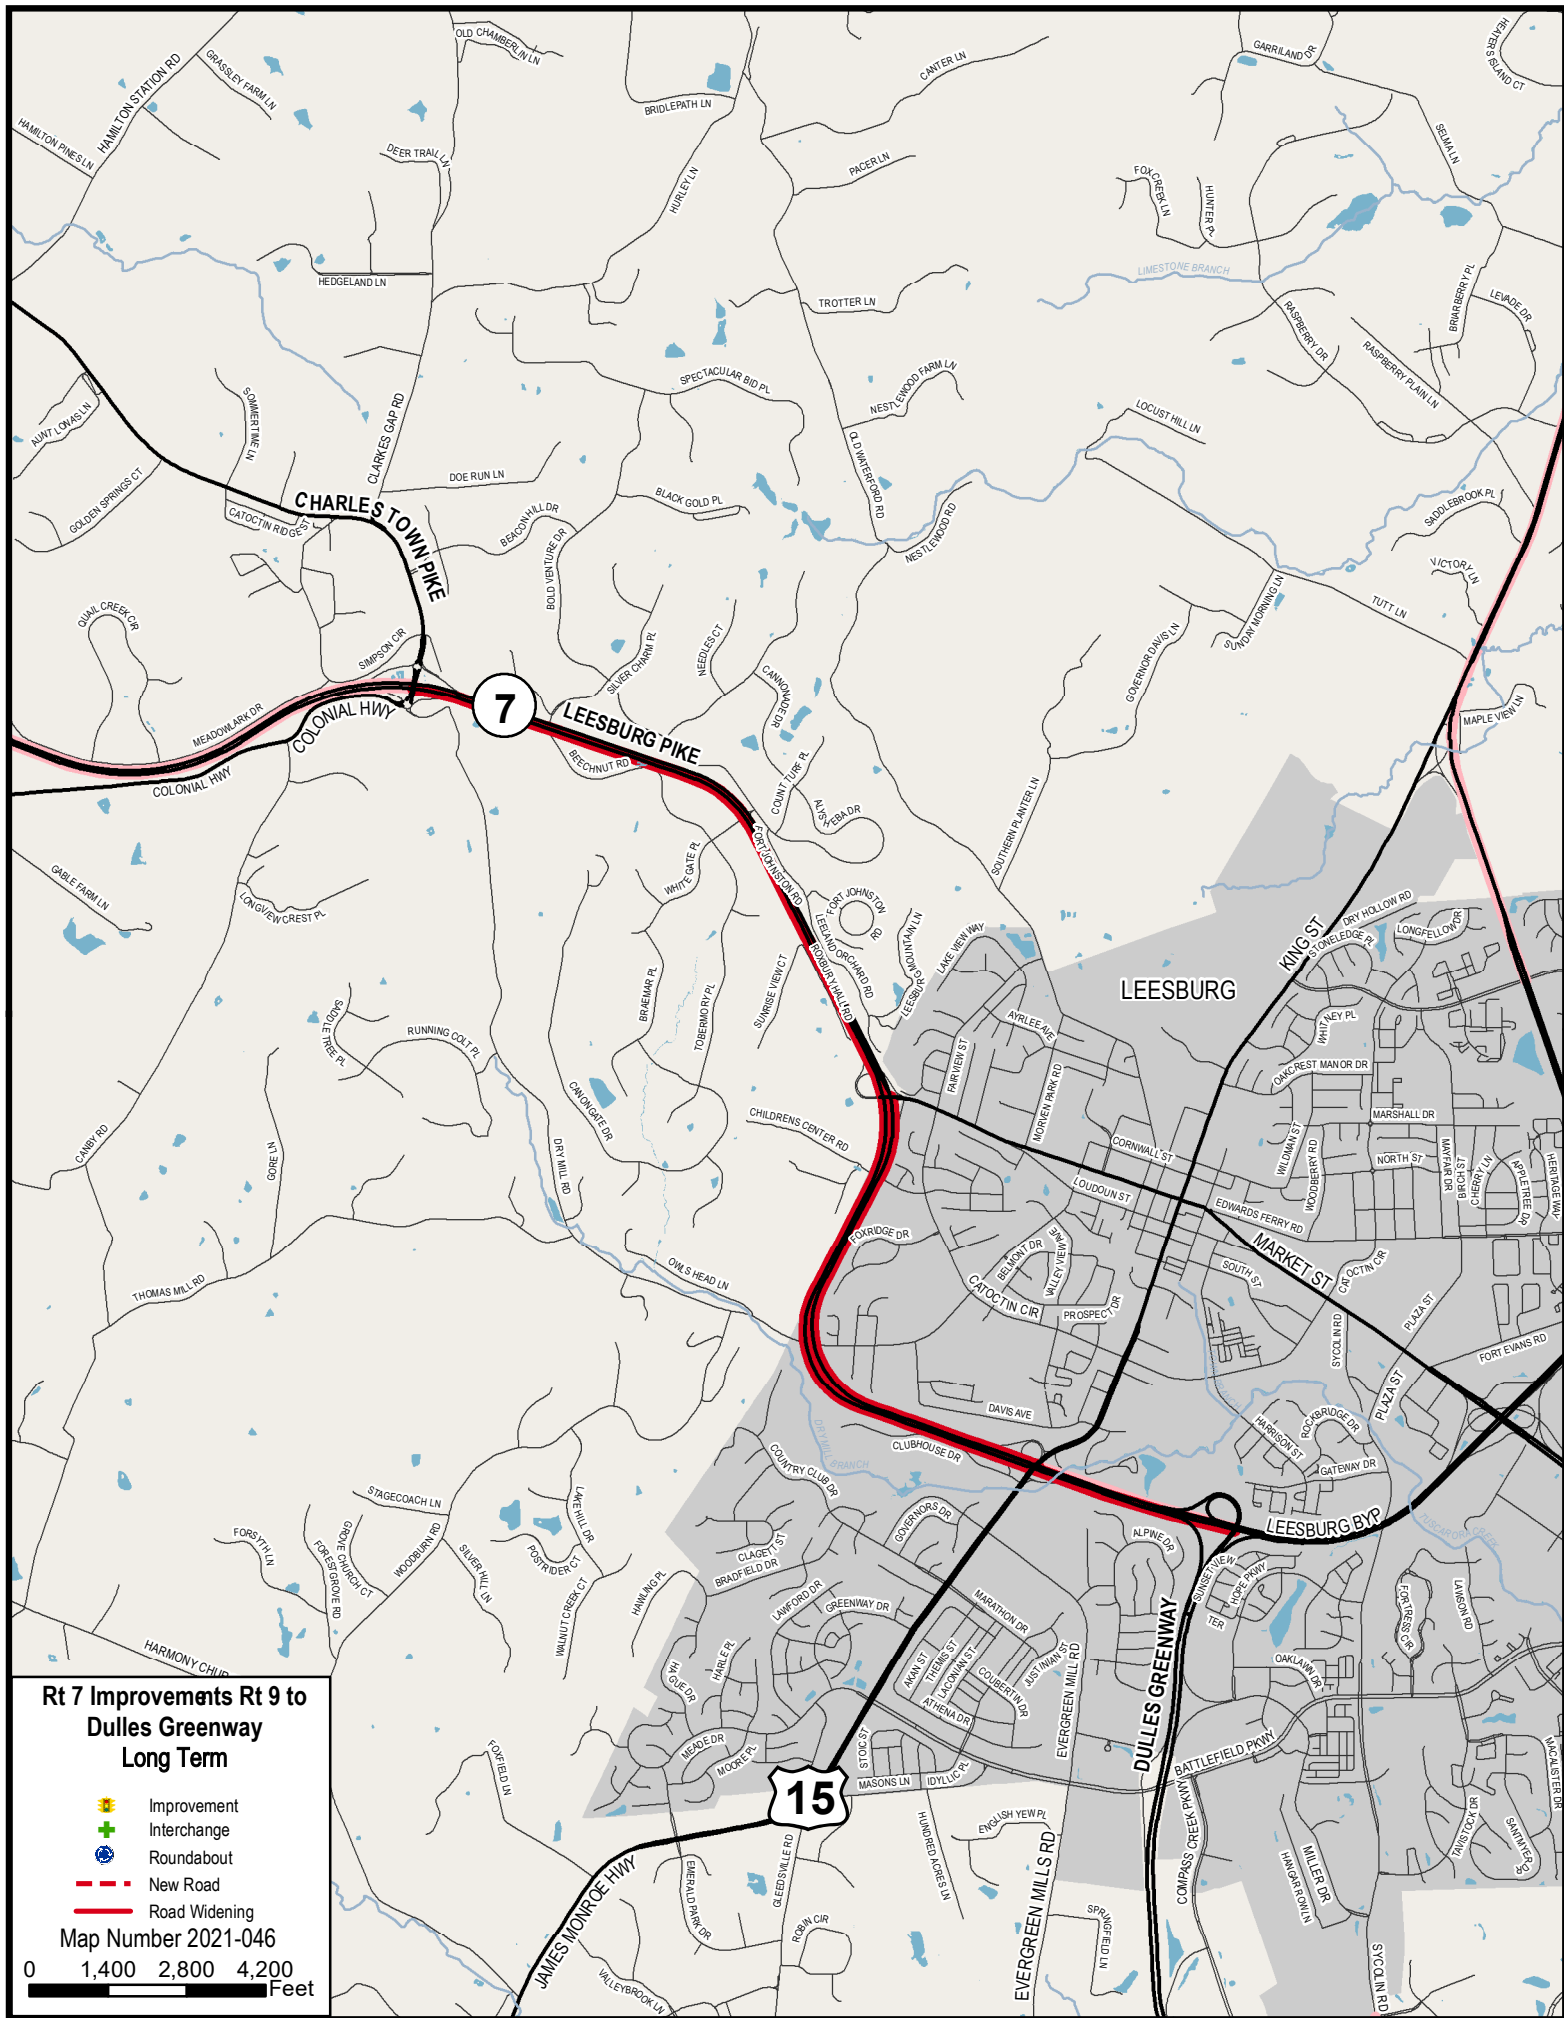 OLD CHAMBERLIN LN
GARRILAND DR
HEATERS ISLAND CT
HAMILTON STATION RD
GRASSLEY FARM LN
CANTER LN
BRIDLEPATH LN
HAMILTON PINES LN
DEER TRAIL LN
PACER LN
SELMA LN
HURLEY LN
FOX CREEK LN
HUNTER PL
LIMESTONE BRANCH
HEDGELAND LN
TROTTER LN
BRIARBERRY PL
LEVADE DR
RASPBERRY DR
RASPBERRY PLAIN LN
SPECTACULAR BID PL
NESTLEWOOD FARM LN
AUNT LONAS LN
SOMMERTIME LN
CLARKES GAP RD
LOCUST HILL LN
OLD WATERFORD RD
DOE RUN LN
GOLDEN SPRINGS CT
CHARLES TOWN PIKE
CATOCTIN RIDGE ST
BLACK GOLD PL
SADDLEBROOK PL
BEACON HILL DR
BOLD VENTURE DR
NESTLEWOOD RD
VICTORY LN
TUTT LN
QUAIL CREEK CIR
SIMPSON CIR
SILVER CHARM PL
NEEDLES CT
CANNONADE DR
GOVERNOR DAVIS LN
SUNDAY MORNING LN
MEADOWLARK DR
COLONIAL HWY
7
LEESBURG PIKE
MAPLE VIEW LN
COLONIAL HWY
BEECHNUT RD
COUNT TURF PL
ALYSHEBA DR
SOUTHERN PLANTER LN
FORT JOHNSTON RD
WHITE GATE PL
GABLE FARM LN
LONGVIEW CREST PL
FORT JOHNSTON RD
LEELAND ORCHARD RD
LEESBURG MOUNTAIN LN
LAKE VIEW WAY
KING ST
DRY HOLLOW RD
STONELEDGE PL
LONGFELLOW DR
ROXBURY HALL RD
SUNRISE VIEW CT
BRAEMAR PL
TOBERMORY PL
LEESBURG
SADDLETREE PL
RUNNING COLT PL
AYRLEE AVE
WHITNEY PL
FAIRVIEW ST
MORVEN PARK RD
OAKCREST MANOR DR
CANONGATE DR
CHILDRENS CENTER RD
MARSHALL DR
CANBY RD
GORE LN
DRY MILL RD
CORNWALL ST
WILDMAN ST
WOODBERRY RD
NORTH ST
MAYFAIR DR
BIRCH ST
CHERRY LN
APPLETREE DR
HERITAGE WAY
LOUDOUN ST
EDWARDS FERRY RD
FOXRIDGE DR
BELMONT DR
VALLEY VIEW AVE
MARKET ST
THOMAS MILL RD
OWLS HEAD LN
CATOCTIN CIR
PROSPECT DR
SOUTH ST
CATOCTIN CIR
PLAZA ST
SYCOLIN RD
FORT EVANS RD
PLAZA ST
DAVIS AVE
DRY MILL BRANCH
CLUBHOUSE DR
HARRISON ST
ROCKBRIDGE DR
COUNTRY CLUB DR
GATEWAY DR
STAGECOACH LN
LAKE HILL DR
GOVERNORS DR
LEESBURG BYP
TUSCARORA CREEK
FORSYTH LN
GROVE CHURCH CT
FOREST GROVE RD
WOODBURN RD
SILVER HILL LN
POSTRIDER CT
CLAGETT ST
BRADFIELD DR
ALPINE DR
SUNSET VIEW TER
HOPE PKWY
WALNUT CREEK CT
HAWLING PL
LAWFORD DR
GREENWAY DR
MARATHON DR
FORTRESS CIR
LAWSON RD
HARMONY CHUR
HARLE PL
HAGUE DR
AKAN ST
THEMIS ST
LACONIAN ST
COUBERTIN DR
JUSTINIAN ST
ATHENA DR
EVERGREEN MILL RD
DULLES GREENWAY
OAKLAWN DR
MEADE DR
MOORE PL
STOIC ST
MASONS LN
IDYLLIC PL
BATTLEFIELD PKWY
MACALISTER DR
15
FOXFIELD LN
HUNDRED ACRES LN
ENGLISH YEW PL
EVERGREEN MILLS RD
COMPASS CREEK PKWY
MILLER DR
HANGAR ROW LN
TAVISTOCK DR
SANTMYER DR
JAMES MONROE HWY
EMERALD PARK DR
GLEEDSVILLE RD
ROBIN CIR
SPRINGFIELD LN
VALLEYBROOK LN
SYCOLIN RD
Rt 7 Improvements Rt 9 to
Dulles Greenway
Long Term
Improvement
Interchange
Roundabout
New Road
Road Widening
Map Number 2021-046
0 1,400 2,800 4,200
Feet